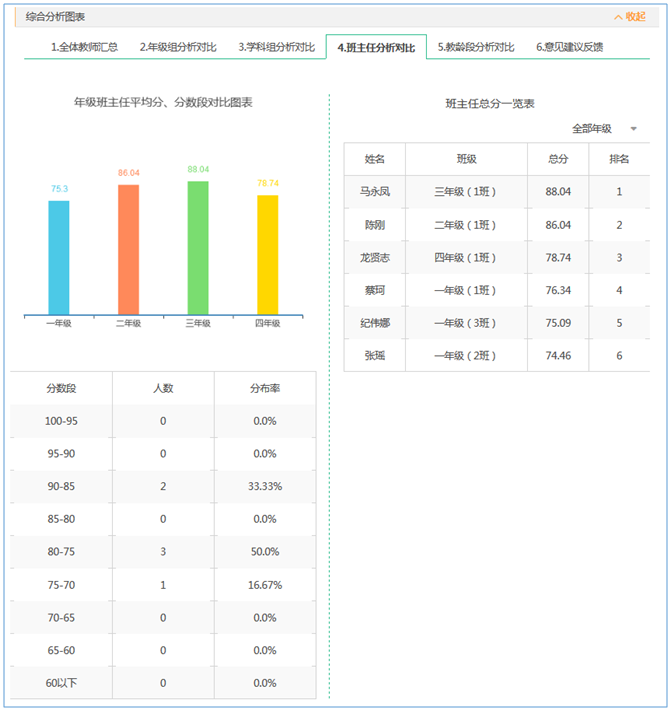 综合分析图表 收起
1.全体教师汇总 2.年级组分析对比 3.学科组分析对比 4.班主任分析对比 5.教龄段分析对比 6.意见建议反馈
年级班主任平均分、分数段对比图表
75.3 86.04 88.04 78.74
一年级 二年级 三年级 四年级
分数段 人数 分布率
100-95 0 0.0%
95-90 0 0.0%
90-85 2 33.33%
85-80 0 0.0%
80-75 3 50.0%
75-70 1 16.67%
70-65 0 0.0%
65-60 0 0.0%
60以下 0 0.0%
班主任总分一览表
全部年级
姓名 班级 总分 排名
马永凤 三年级（1班） 88.04 1
陈刚 二年级（1班） 86.04 2
龙贤志 四年级（1班） 78.74 3
蔡珂 一年级（1班） 76.34 4
纪伟娜 一年级（3班） 75.09 5
张瑶 一年级（2班） 74.46 6